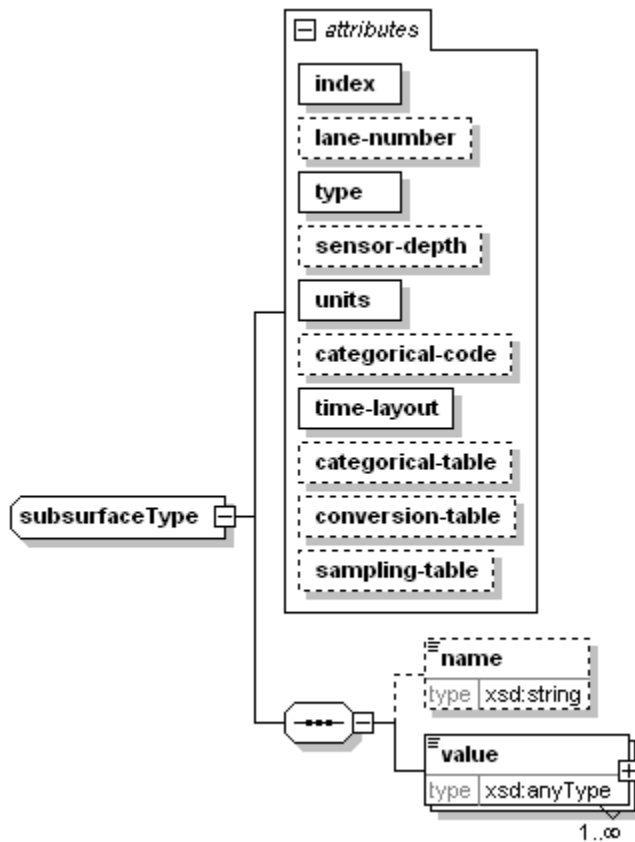 attributes
index
lane-number
type
sensor-depth
units
categorical-code
time-layout
categorical-table
subsurfaceType
conversion-table
sampling-table
name
type xsd:string
value
type xsd:anyType
1..∞